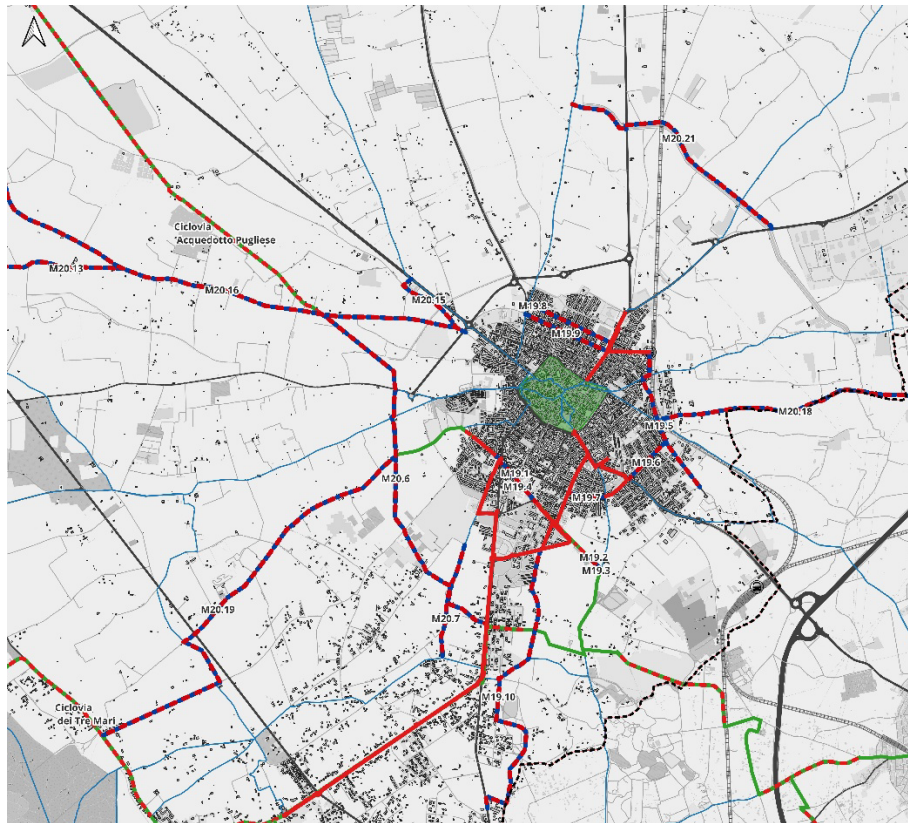 M20.21
Ciclovia
'Acquedotto Pugliese
M20.13
M20.16
M20.15
M19.8
M19.9
M20.18
M19.5
M19.6
M19.1
M19.4
M20.6
M19.7
M19.2
M19.3
M20.19
M20.7
19.10
Ciclovia
dei Tre Mari